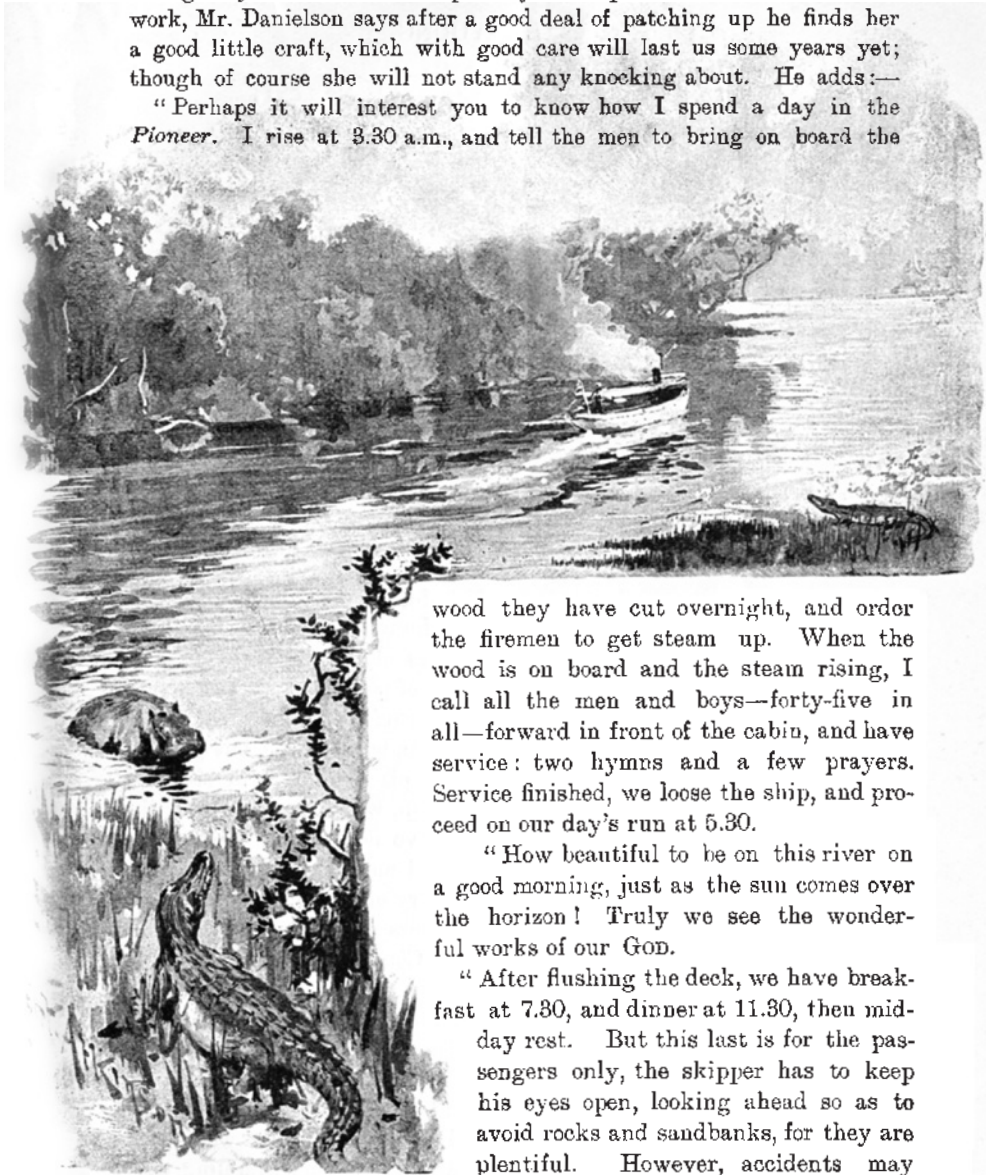 work, Mr. Danielson says after a good deal of patching up he finds her
a good little craft, which with good care will last us some years yet;
though of course she will not stand any knocking about. He adds:—
“Perhaps it will interest you to know how I spend a day in the
Pioneer. I rise at 3.30 a.m., and tell the men to bring on board the
wood they have cut overnight, and order
the firemen to get steam up. When the
wood is on board and the steam rising, I
call all the men and boys—forty-five in
all—forward in front of the cabin, and have
service: two hymns and a few prayers.
Service finished, we loose the ship, and pro-
ceed on our day's run at 5.30.
“How beautiful to be on this river on
a good morning, just as the sun comes over
the horizon! Truly we see the wonder-
ful works of our God.
“After flushing the deck, we have break-
fast at 7.30, and dinner at 11.30, then mid-
day rest. But this last is for the pas-
sengers only, the skipper has to keep
his eyes open, looking ahead so as to
avoid rocks and sandbanks, for they are
plentiful. However, accidents may